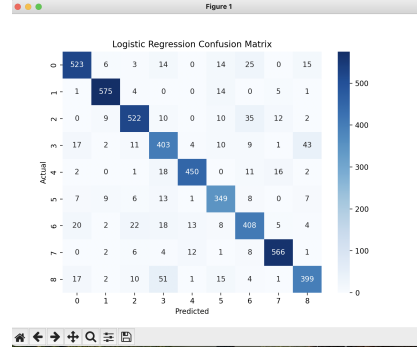 Figure 1
Logistic Regression Confusion Matrix
0 523 6 3 14 0 14 25 0 15
1 1 575 4 0 0 14 0 5 1
2 0 9 522 10 0 10 35 12 2
3 17 2 11 403 4 10 9 1 43
4 2 0 1 18 450 0 11 16 2
5 7 9 6 13 1 349 8 0 7
6 20 2 22 18 13 8 408 5 4
7 0 2 6 4 12 1 8 566 1
8 17 2 10 51 1 15 4 1 399
0 1 2 3 4 5 6 7 8
Actual
Predicted
500
400
300
200
100
0